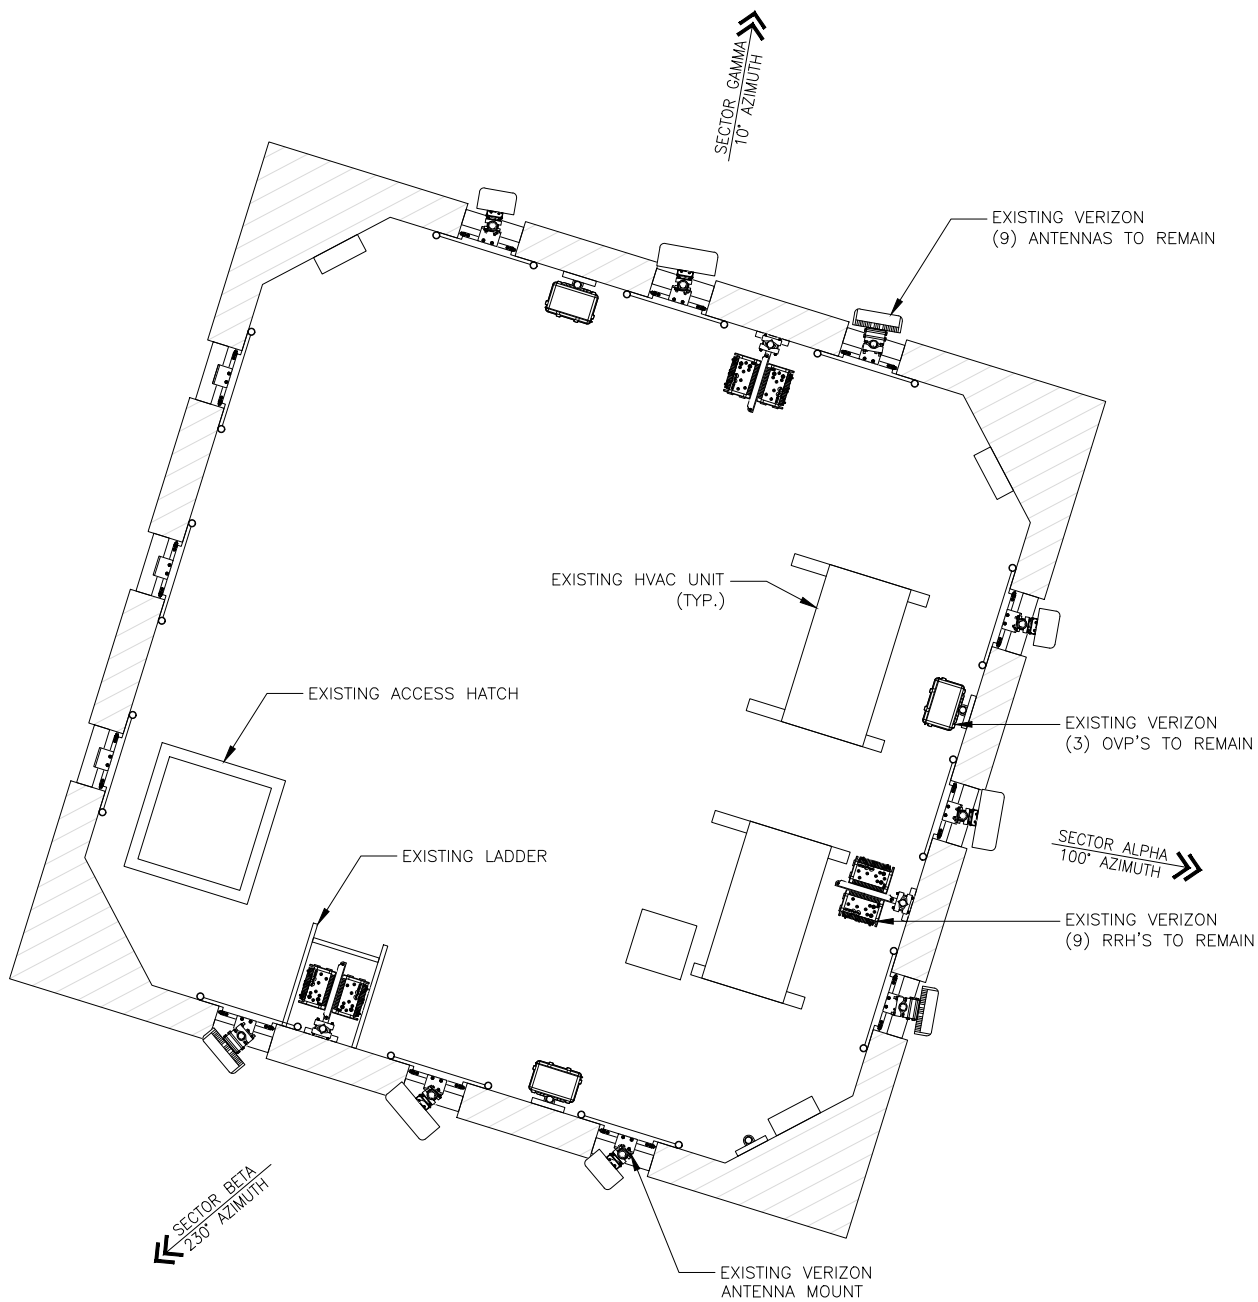 SECTOR GAMMA
10° AZIMUTH
EXISTING VERIZON
(9) ANTENNAS TO REMAIN
EXISTING HVAC UNIT
(TYP.)
EXISTING ACCESS HATCH
EXISTING VERIZON
(3) OVP'S TO REMAIN
SECTOR ALPHA
100° AZIMUTH
EXISTING LADDER
EXISTING VERIZON
(9) RRH'S TO REMAIN
SECTOR BETA
230° AZIMUTH
EXISTING VERIZON
ANTENNA MOUNT